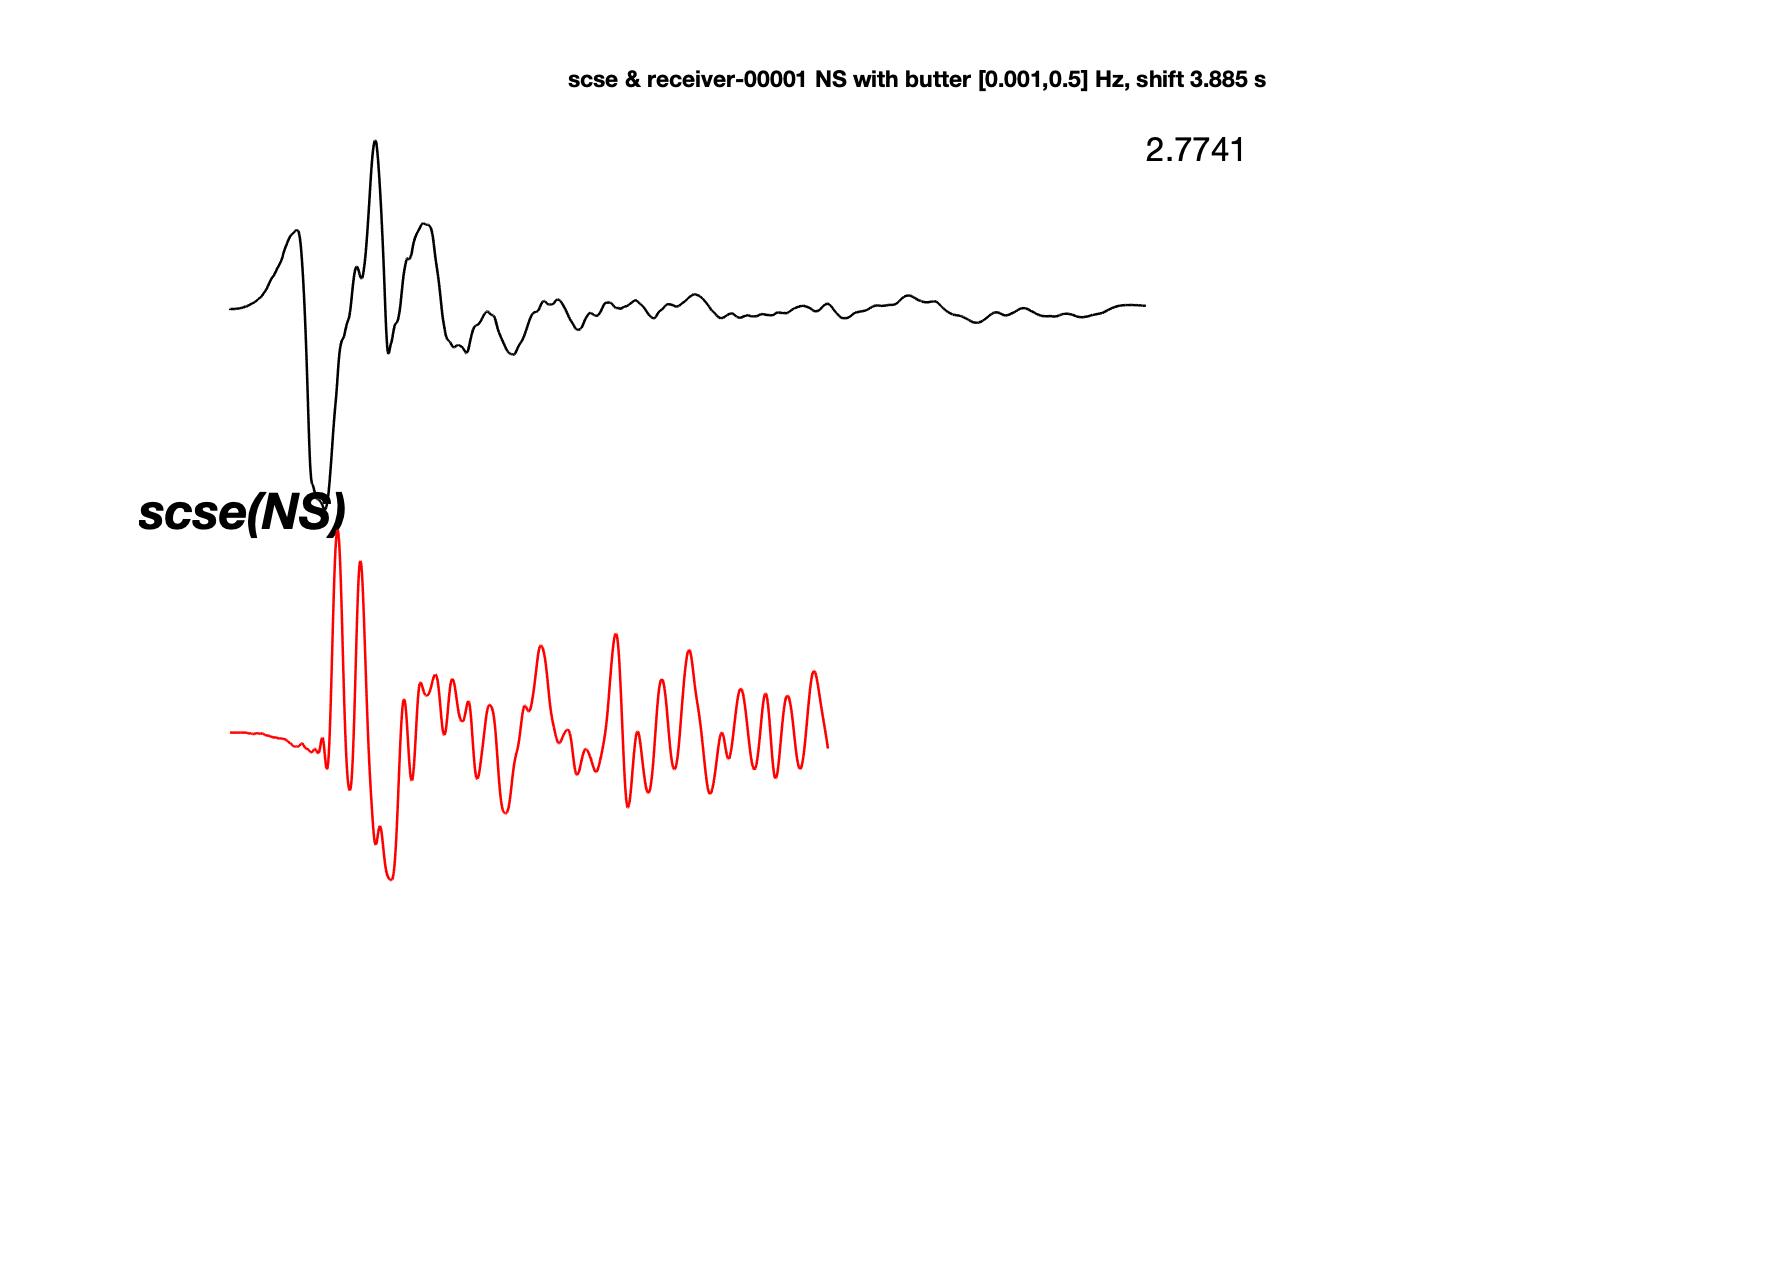 scse & receiver-00001 NS with butter [0.001,0.5] Hz, shift 3.885 s
2.7741
scse(NS)